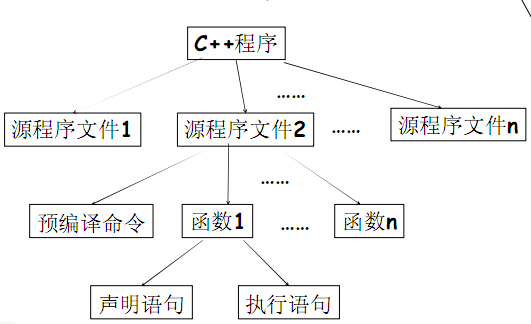 C++程序
……
源程序文件1
源程序文件2
……
源程序文件n
……
预编译命令
函数1
……
函数n
声明语句
执行语句